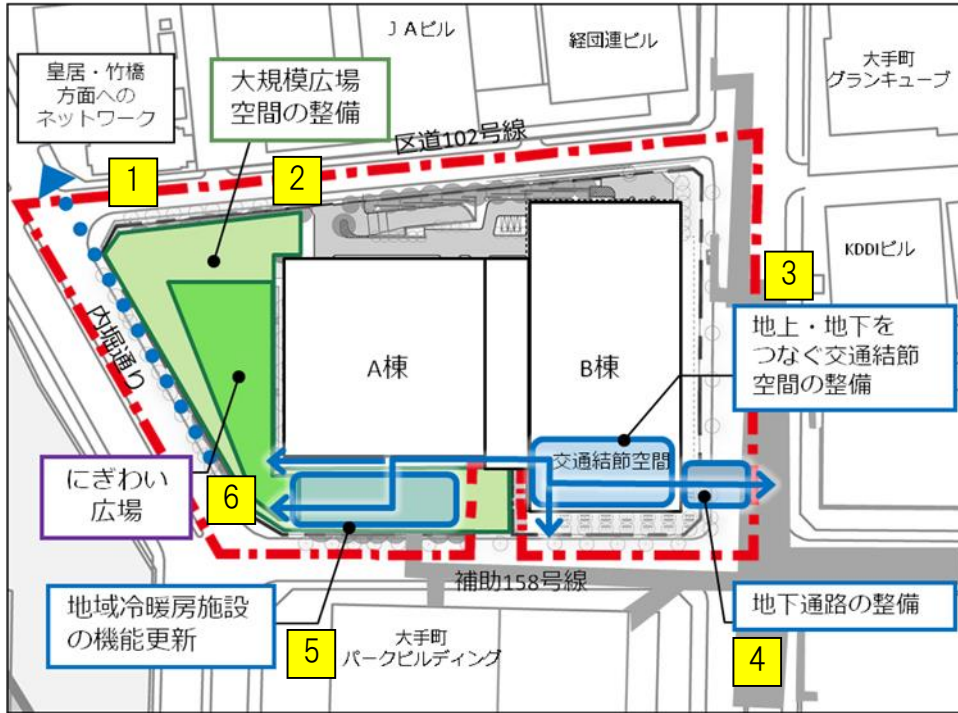 JAビル
経団連ビル
大手町
グランキューブ
皇居・竹橋
方面への
ネットワーク
大規模広場
空間の整備
区道102号線
1
2
3
KDDIビル
内堀通り
A棟
B棟
地上・地下を
つなぐ交通結節
空間の整備
交通結節空間
にぎわい
広場
6
補助158号線
地域冷暖房施設
の機能更新
5
大手町
パークビルディング
地下通路の整備
4